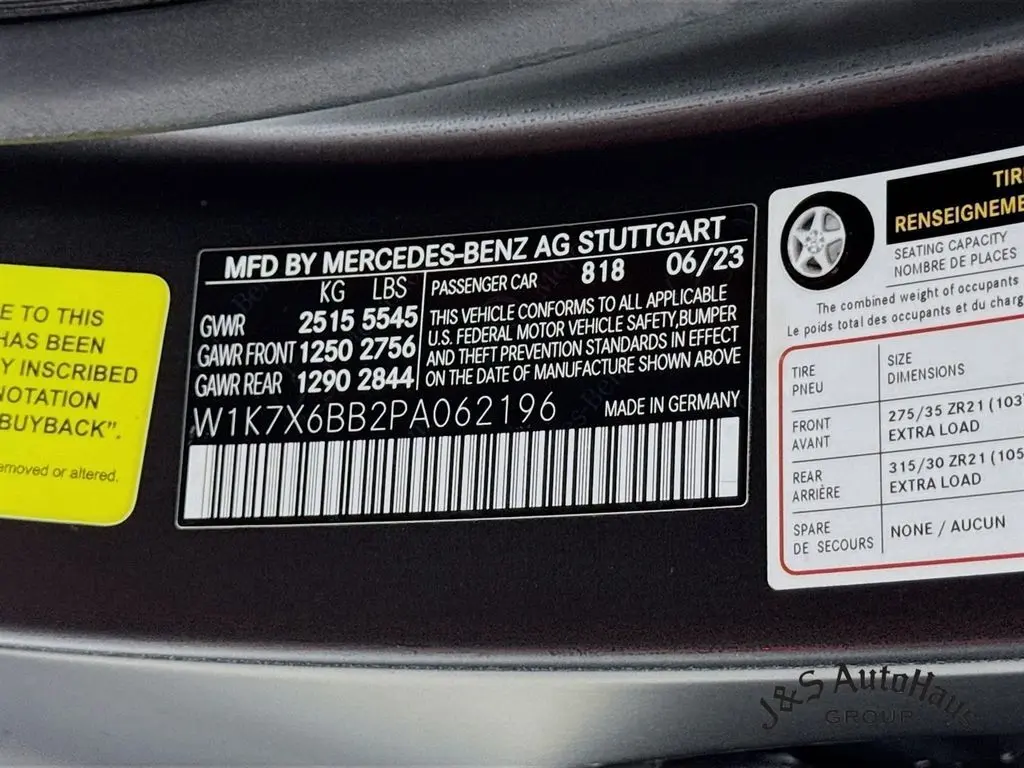 E TO THIS
HAS BEEN
Y INSCRIBED
NOTATION
BUYBACK".
emoved or altered.
MFD BY MERCEDES-BENZ AG STUTTGART
KG LBS
GVWR 2515 5545
GAWR FRONT 1250 2756
GAWR REAR 1290 2844
PASSENGER CAR 818 06/23
THIS VEHICLE CONFORMS TO ALL APPLICABLE
U.S. FEDERAL MOTOR VEHICLE SAFETY,BUMPER
AND THEFT PREVENTION STANDARDS IN EFFECT
ON THE DATE OF MANUFACTURE SHOWN ABOVE
W1K7X6BB2PA062196 MADE IN GERMANY
TIR
RENSEIGNEME
SEATING CAPACITY
NOMBRE DE PLACES
The combined weight of occupants
Le poids total des occupants et du charg
TIRE
PNEU
SIZE
DIMENSIONS
FRONT
AVANT
275/35 ZR21 (103
EXTRA LOAD
REAR
ARRIÈRE
315/30 ZR21 (105
EXTRA LOAD
SPARE
DE SECOURS
NONE / AUCUN
J&S AutoHaus
GROUP